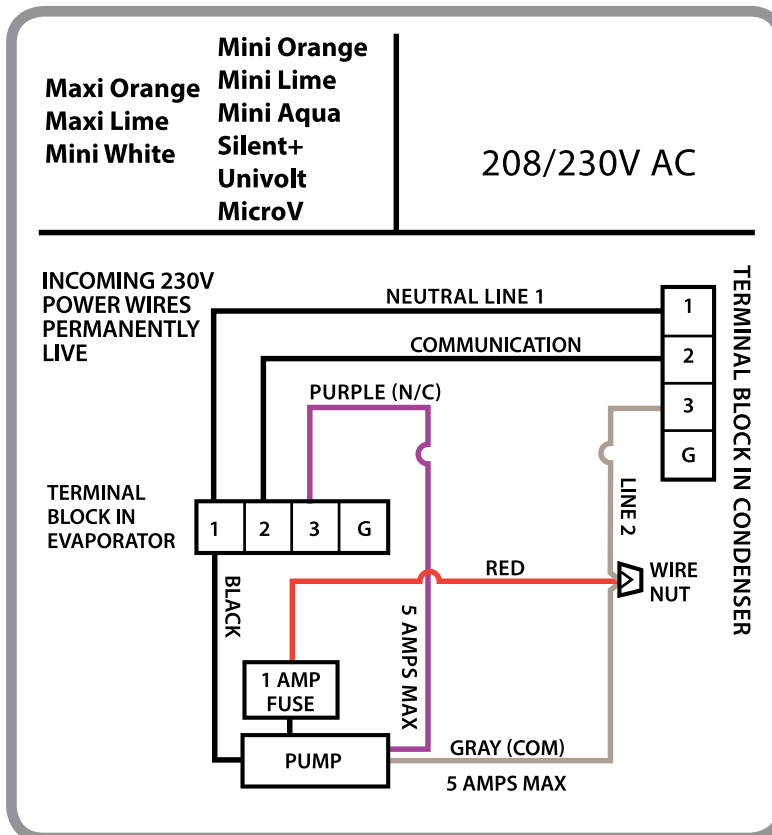 Maxi Orange
Maxi Lime
Mini White
Mini Orange
Mini Lime
Mini Aqua
Silent+
Univolt
MicroV
208/230V AC
INCOMING 230V
POWER WIRES
PERMANENTLY
LIVE
NEUTRAL LINE 1
COMMUNICATION
PURPLE (N/C)
1
2
3
G
TERMINAL BLOCK IN CONDENSER
TERMINAL
BLOCK IN
EVAPORATOR
1 2 3 G
LINE 2
BLACK
RED
WIRE
NUT
5 AMPS MAX
1 AMP
FUSE
PUMP
GRAY (COM)
5 AMPS MAX